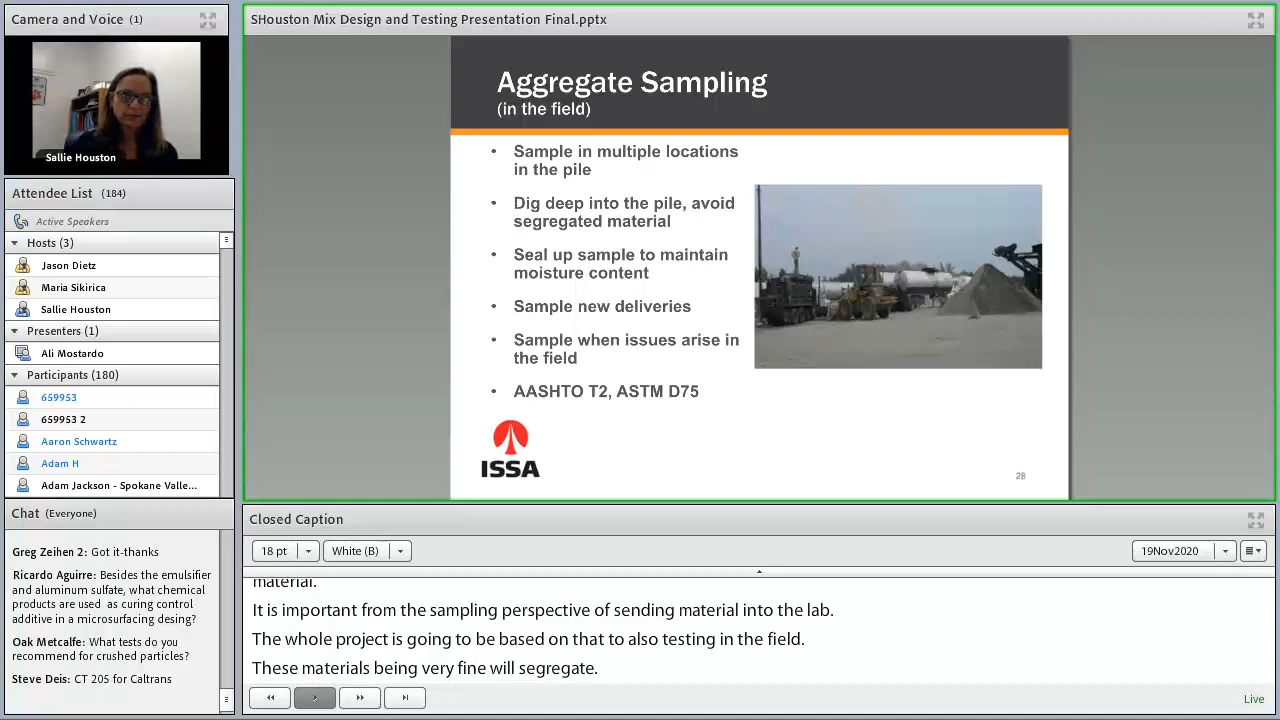 Camera and Voice (1)
Sallie Houston
Attendee List (184)
Active Speakers
Hosts (3)
Jason Dietz
Maria Sikirica
Sallie Houston
Presenters (1)
Ali Mostardo
Participants (180)
659953
659953 2
Aaron Schwartz
Adam H
Adam Jackson - Spokane Valle...
Chat (Everyone)
Greg Zeihen 2: Got it-thanks
Ricardo Aguirre: Besides the emulsifier
and aluminum sulfate, what chemical
products are used as curing control
additive in a microsurfacing desing?
Oak Metcalfe: What tests do you
recommend for crushed particles?
Steve Deis: CT 205 for Caltrans
SHouston Mix Design and Testing Presentation Final.pptx
Aggregate Sampling
(in the field)
• Sample in multiple locations
in the pile
• Dig deep into the pile, avoid
segregated material
• Seal up sample to maintain
moisture content
• Sample new deliveries
• Sample when issues arise in
the field
• AASHTO T2, ASTM D75
ISSA
28
Closed Caption
18 pt
White (B)
19Nov2020
material.
It is important from the sampling perspective of sending material into the lab.
The whole project is going to be based on that to also testing in the field.
These materials being very fine will segregate.
Live